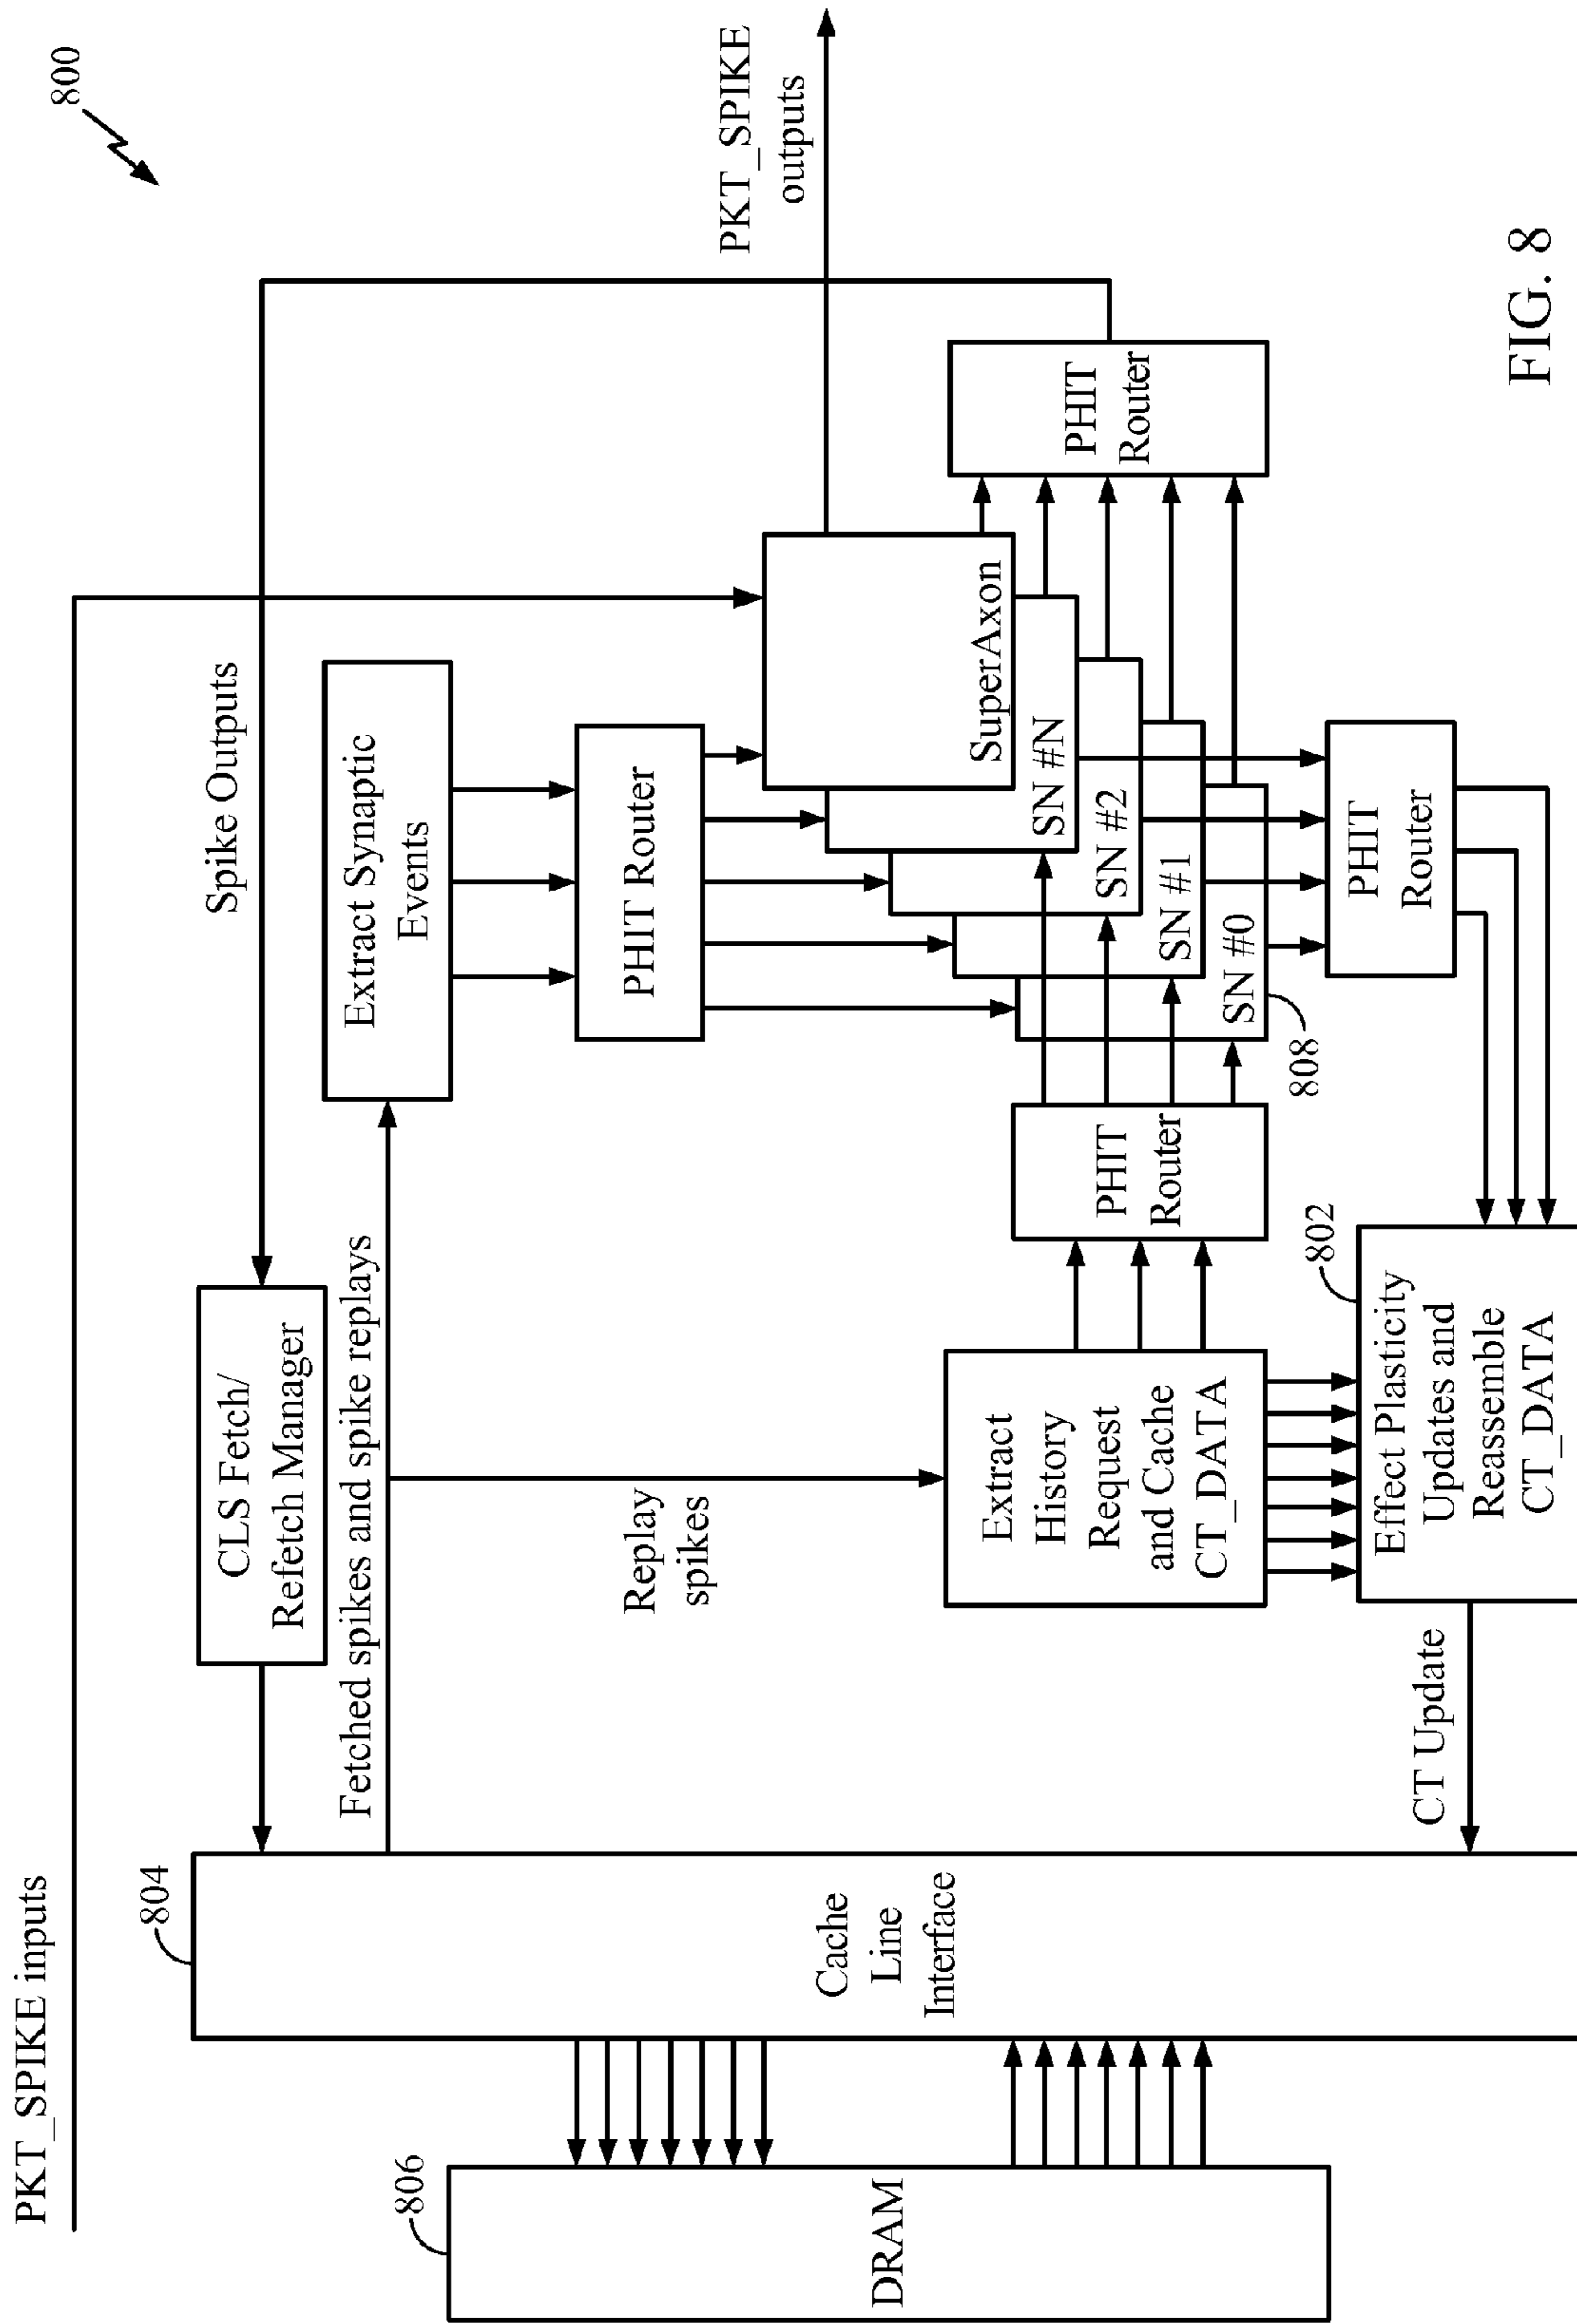 800
PKT_SPIKE inputs
PKT_SPIKE
outputs
Spike Outputs
804
806
CLS Fetch/
Refetch Manager
Fetched spikes and spike replays
Extract Synaptic
Events
PHIT Router
DRAM
Cache
Line
Interface
Replay
spikes
SuperAxon
SN #N
SN #2
SN #1
SN #0
808
PHIT
Router
PHIT
Router
Extract
History
Request
and Cache
CT_DATA
PHIT
Router
802
Effect Plasticity
Updates and
Reassemble
CT_DATA
CT Update
FIG. 8